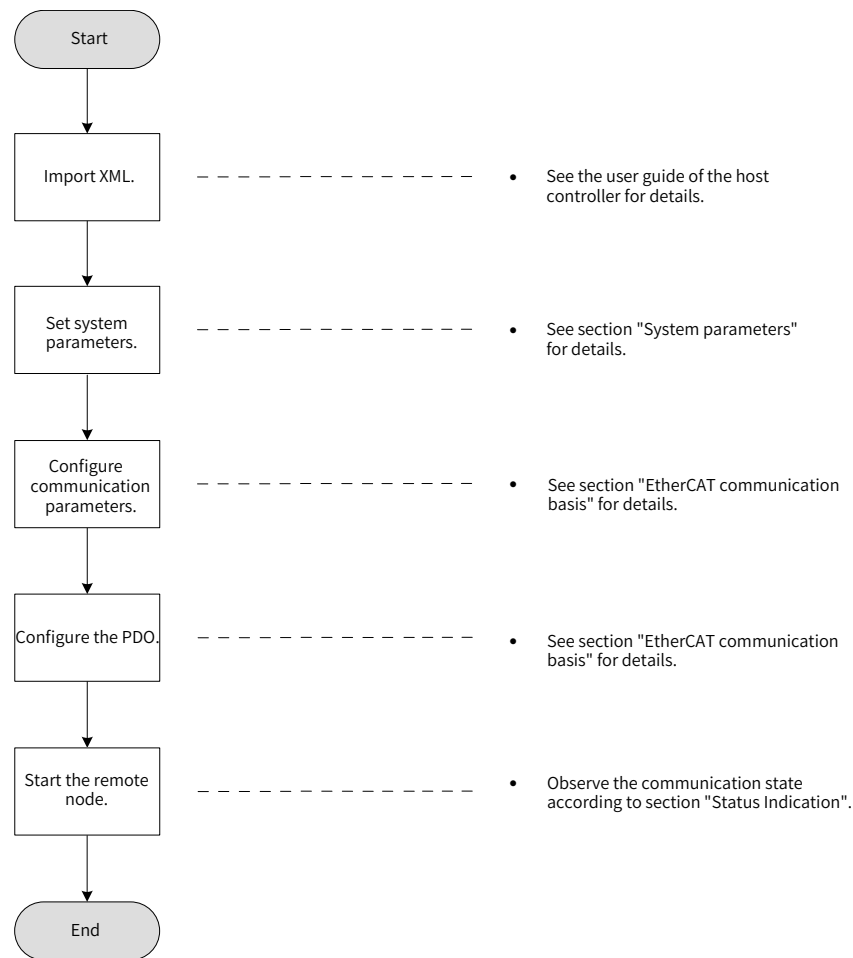 Start
Import XML.
• See the user guide of the host
controller for details.
Set system
parameters.
• See section "System parameters"
for details.
Configure
communication
parameters.
• See section "EtherCAT communication
basis" for details.
Configure the PDO.
• See section "EtherCAT communication
basis" for details.
Start the remote
node.
• Observe the communication state
according to section "Status Indication".
End